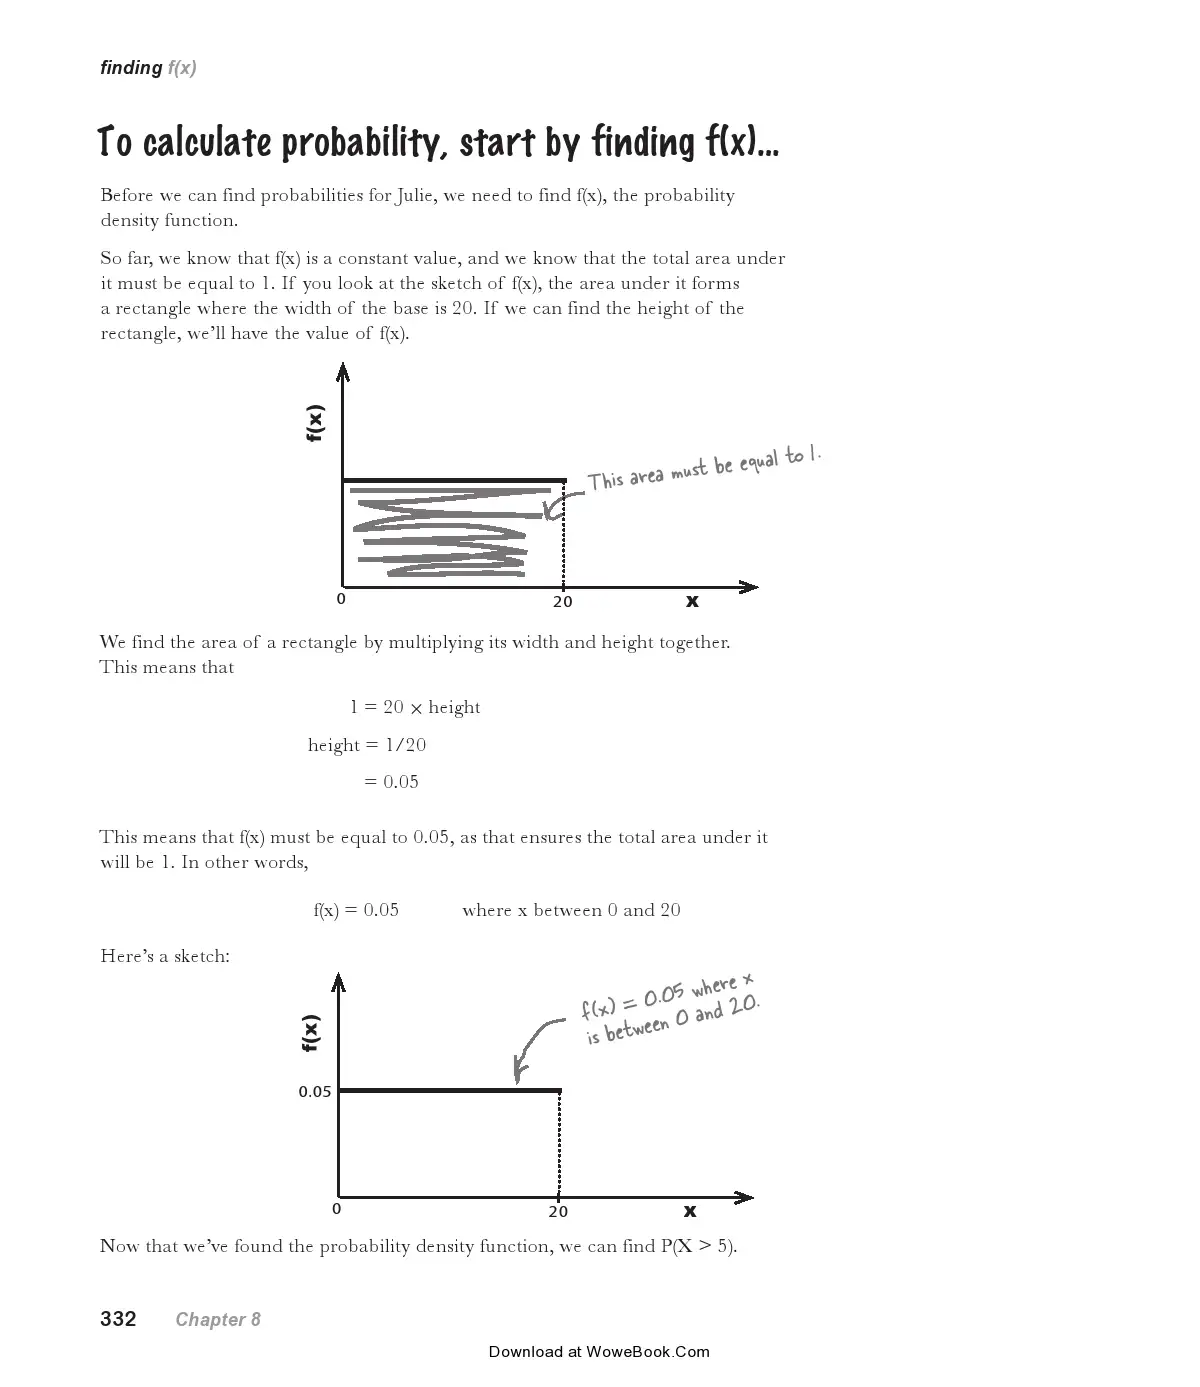 finding f(x)
To calculate probability, start by finding f(x)...
Before we can find probabilities for Julie, we need to find f(x), the probability
density function.
So far, we know that f(x) is a constant value, and we know that the total area under
it must be equal to 1. If you look at the sketch of f(x), the area under it forms
a rectangle where the width of the base is 20. If we can find the height of the
rectangle, we’ll have the value of f(x).
f(x)
This area must be equal to 1.
0
20
x
We find the area of a rectangle by multiplying its width and height together.
This means that
1 = 20 × height
height = 1/20
= 0.05
This means that f(x) must be equal to 0.05, as that ensures the total area under it
will be 1. In other words,
f(x) = 0.05 where x between 0 and 20
Here’s a sketch:
f(x) = 0.05 where x
is between 0 and 20.
f(x)
0.05
0
20
x
Now that we’ve found the probability density function, we can find P(X > 5).
332 Chapter 8
Download at WoweBook.Com